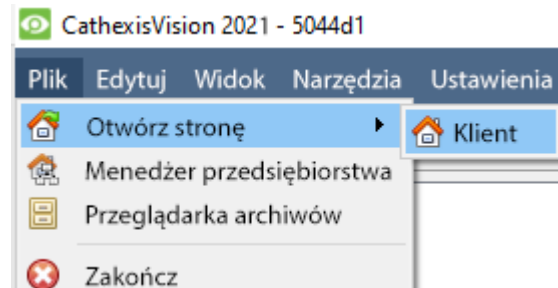 CathexisVision 2021 - 5044d1
Plik Edytuj Widok Narzędzia Ustawienia
Otwórz stronę Klient
Menedżer przedsiębiorstwa
Przeglądarka archiwów
Zakończ